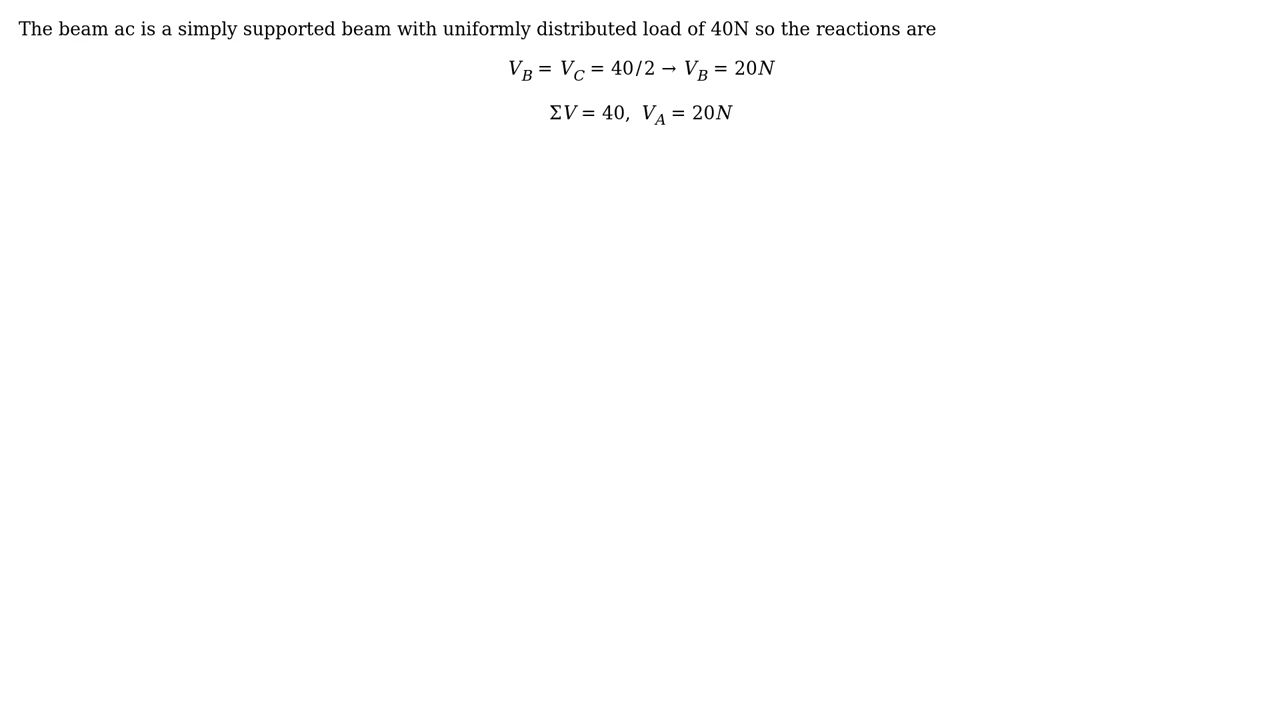 The beam ac is a simply supported beam with uniformly distributed load of 40N so the reactions are
V_B = V_C = 40/2 → V_B = 20N
ΣV = 40, V_A = 20N